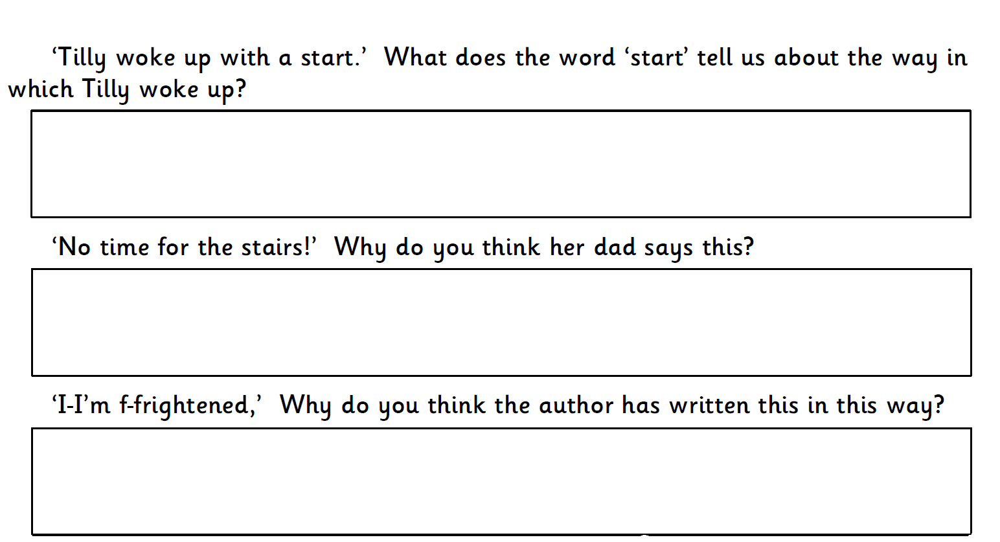 ‘Tilly woke up with a start.’  What does the word ‘start’ tell us about the way in
which Tilly woke up?
‘No time for the stairs!’  Why do you think her dad says this?
‘I-I’m f-frightened,’  Why do you think the author has written this in this way?